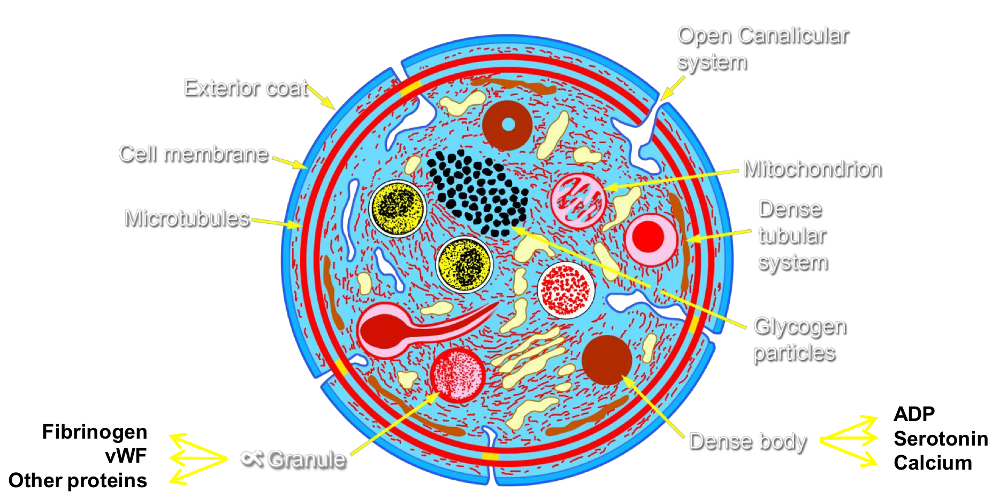 Open Canalicular
system
Exterior coat
Cell membrane
Mitochondrion
Microtubules
Dense
tubular
system
Glycogen
particles
Fibrinogen
vWF
Other proteins
∝ Granule
Dense body
ADP
Serotonin
Calcium